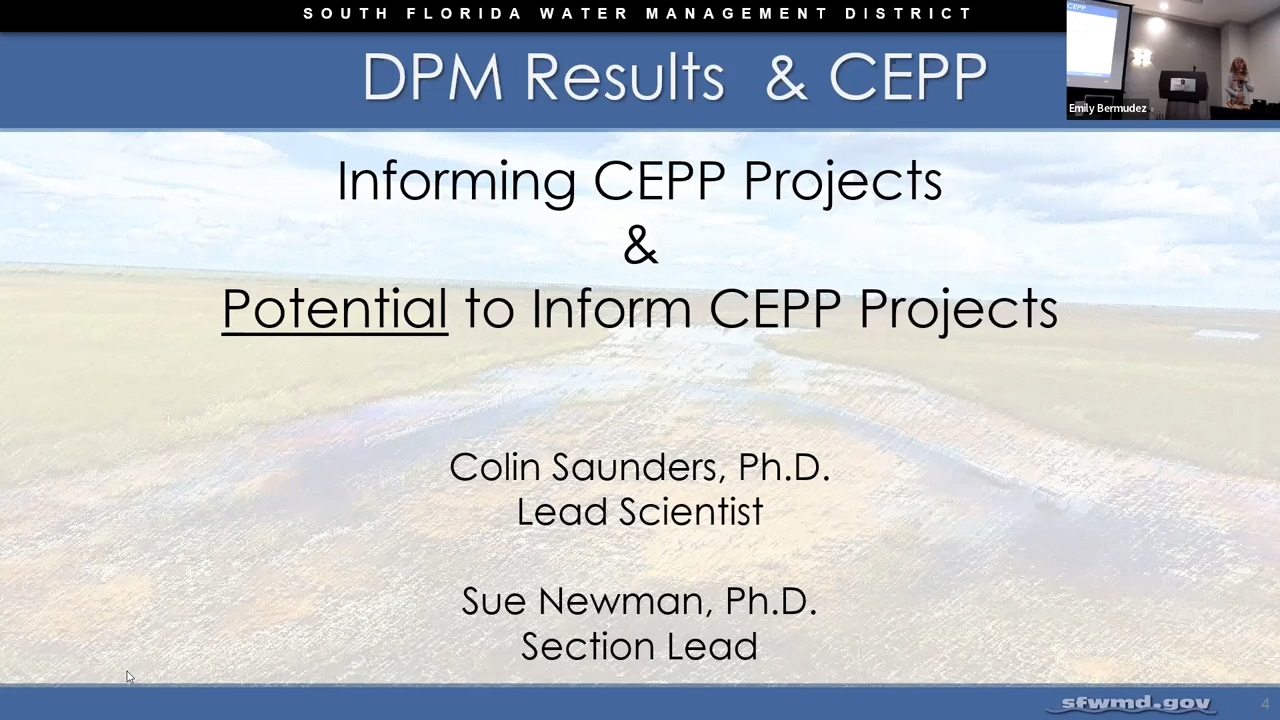 SOUTH FLORIDA WATER MANAGEMENT DISTRICT
DPM Results & CEPP
CEPP
Emily Bermudez
Informing CEPP Projects
&
Potential to Inform CEPP Projects
Colin Saunders, Ph.D.
Lead Scientist
Sue Newman, Ph.D.
Section Lead
sfwmd.gov
4